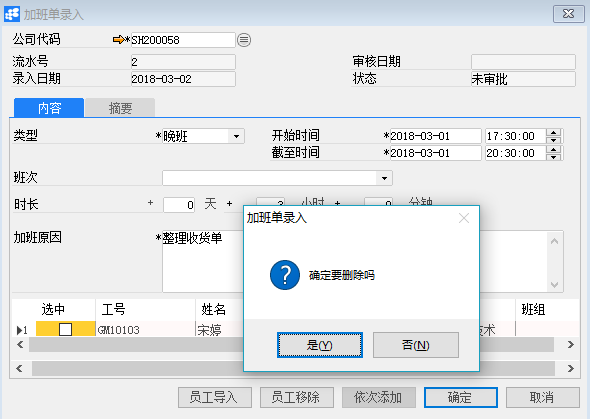 加班单录入
公司代码 *SH200058
流水号 2 审核日期
录入日期 2018-03-02 状态 未审批
内容 摘要
类型 *晚班 开始时间 *2018-03-01 17:30:00
截至时间 *2018-03-01 20:30:00
班次
时长 + 0 天 + 3 小时 + 0 分钟
加班单录入
加班原因 *整理收货单
确定要删除吗
选中 工号 姓名 班组
1 GM10103 宋婷 技术
是(Y) 否(N)
员工导入 员工移除 依次添加 确定 取消